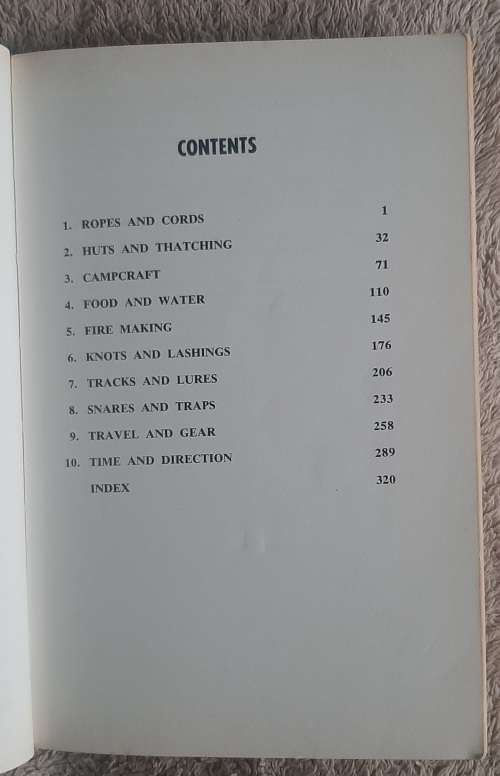 CONTENTS
1. ROPES AND CORDS 1
2. HUTS AND THATCHING 32
3. CAMPCRAFT 71
4. FOOD AND WATER 110
5. FIRE MAKING 145
6. KNOTS AND LASHINGS 176
7. TRACKS AND LURES 206
8. SNARES AND TRAPS 233
9. TRAVEL AND GEAR 258
10. TIME AND DIRECTION 289
INDEX 320